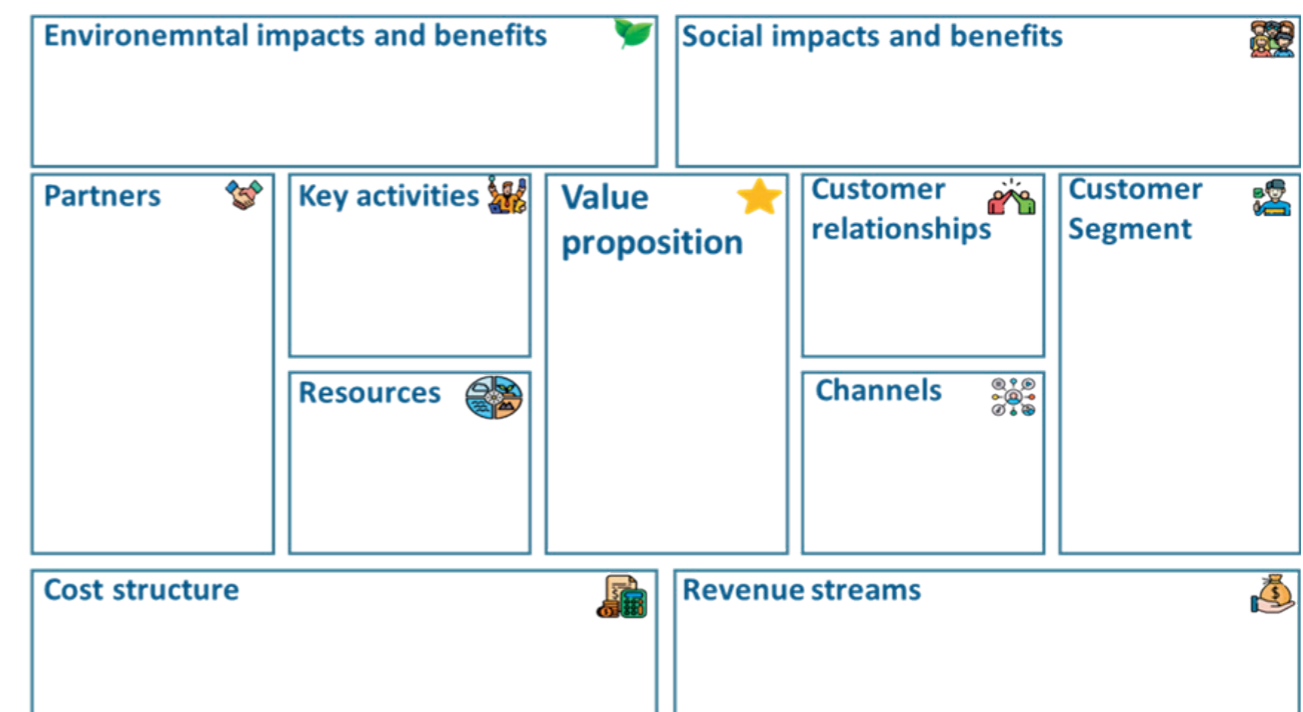 Environemntal impacts and benefits
Social impacts and benefits
Partners
Key activities
Value
proposition
Customer
relationships
Customer
Segment
Resources
Channels
Cost structure
Revenue streams